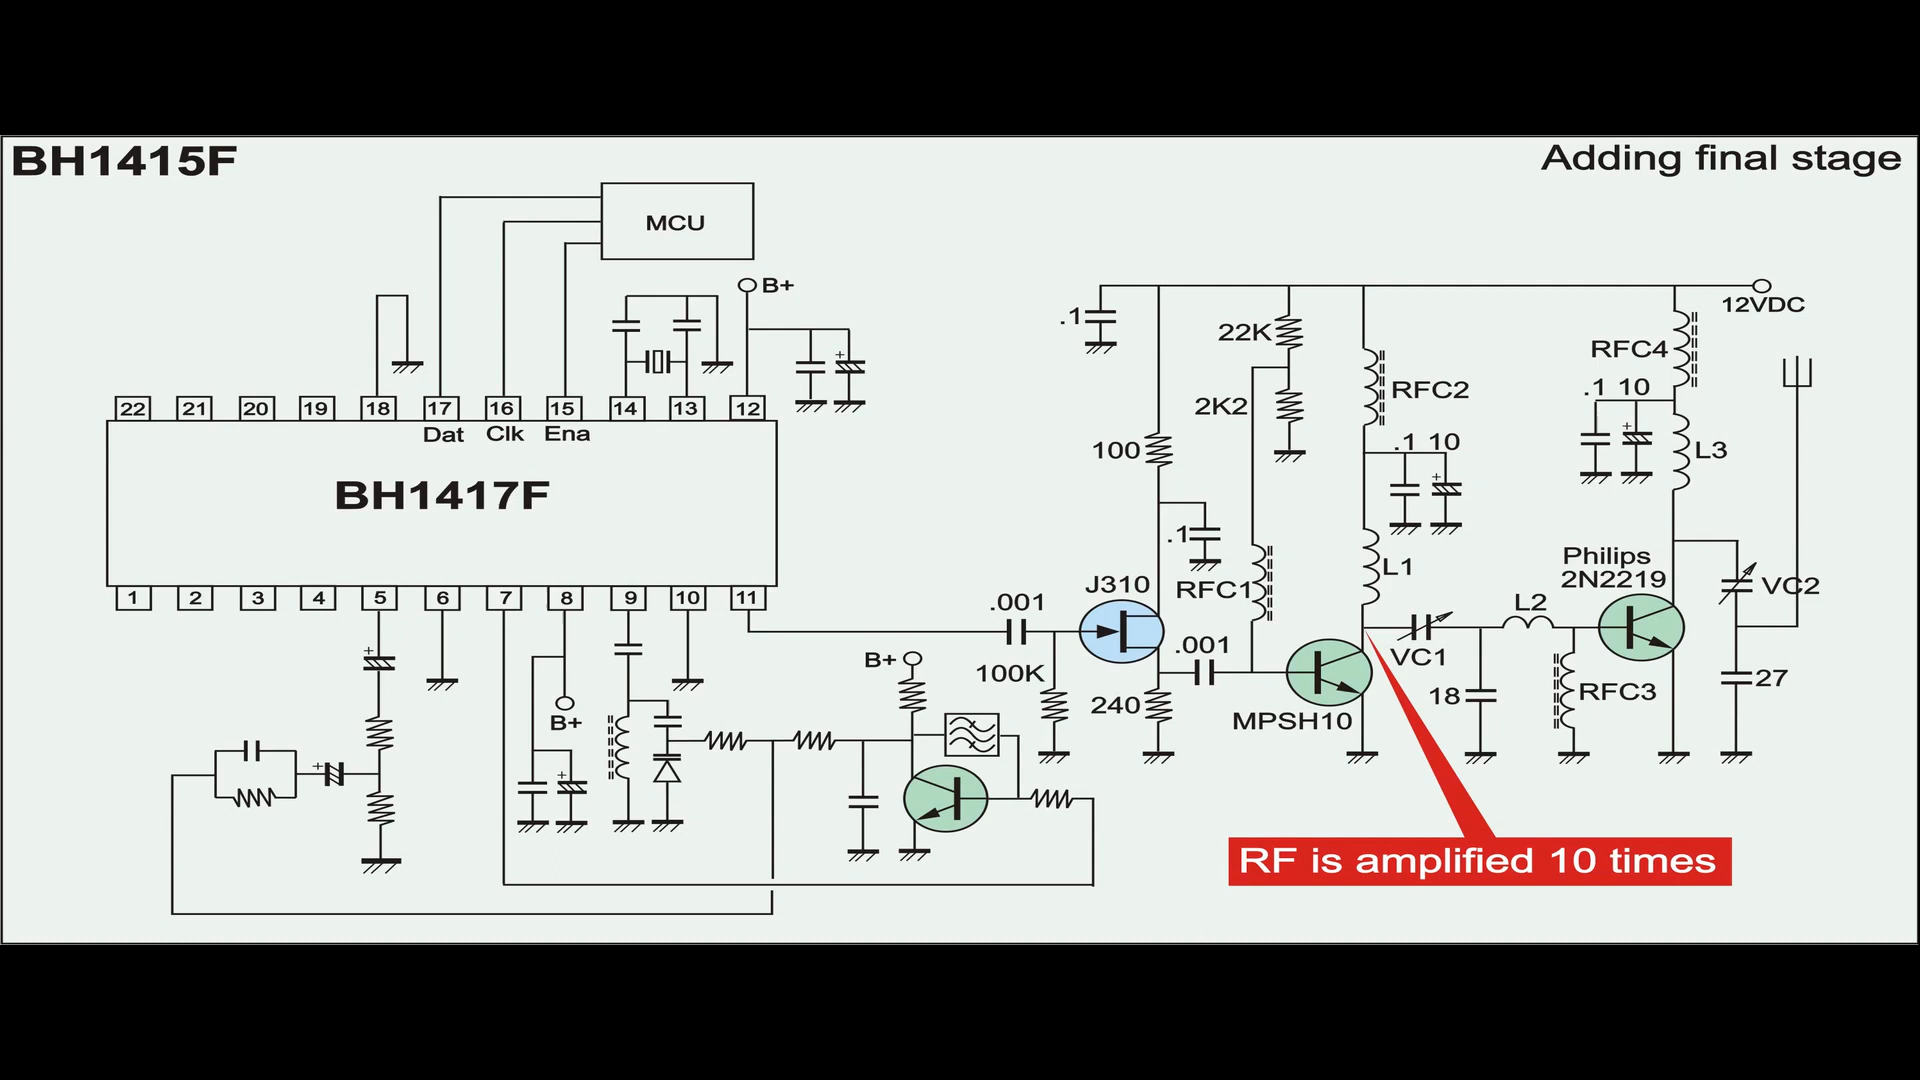 BH1415F
Adding final stage
MCU
B+
12VDC
.1
22K
RFC4
RFC2
.1 10
2K2
22 21 20 19 18 17 16 15 14 13 12
Dat Clk Ena
100
.1 10
L3
BH1417F
.1
Philips
2N2219
L1
J310
RFC1
VC2
1 2 3 4 5 6 7 8 9 10 11
.001
L2
.001
VC1
B+
100K
27
RFC3
18
240
MPSH10
B+
RF is amplified 10 times